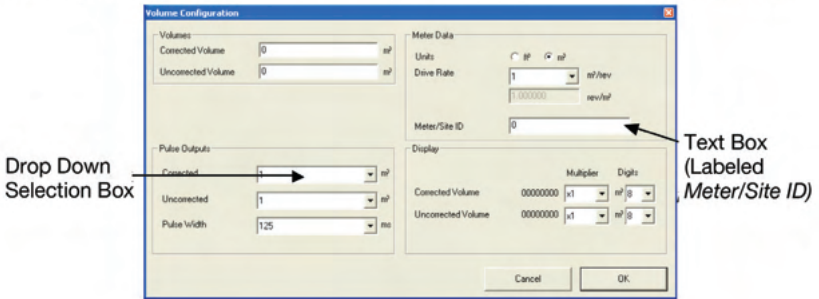 Volume Configuration
Volumes
Corrected Volume 0 m³
Uncorrected Volume 0 m³
Meter Data
Units ft³ m³
Drive Rate 1 m³/rev
1.000000 rev/m³
Meter/Site ID 0
Pulse Outputs
Corrected 1 m³
Uncorrected 1 m³
Pulse Width 125 ms
Display
Multiplier Digits
Corrected Volume 00000000 x1 m³ 8
Uncorrected Volume 00000000 x1 m³ 8
Cancel OK
Drop Down
Selection Box
Text Box
(Labeled
Meter/Site ID)